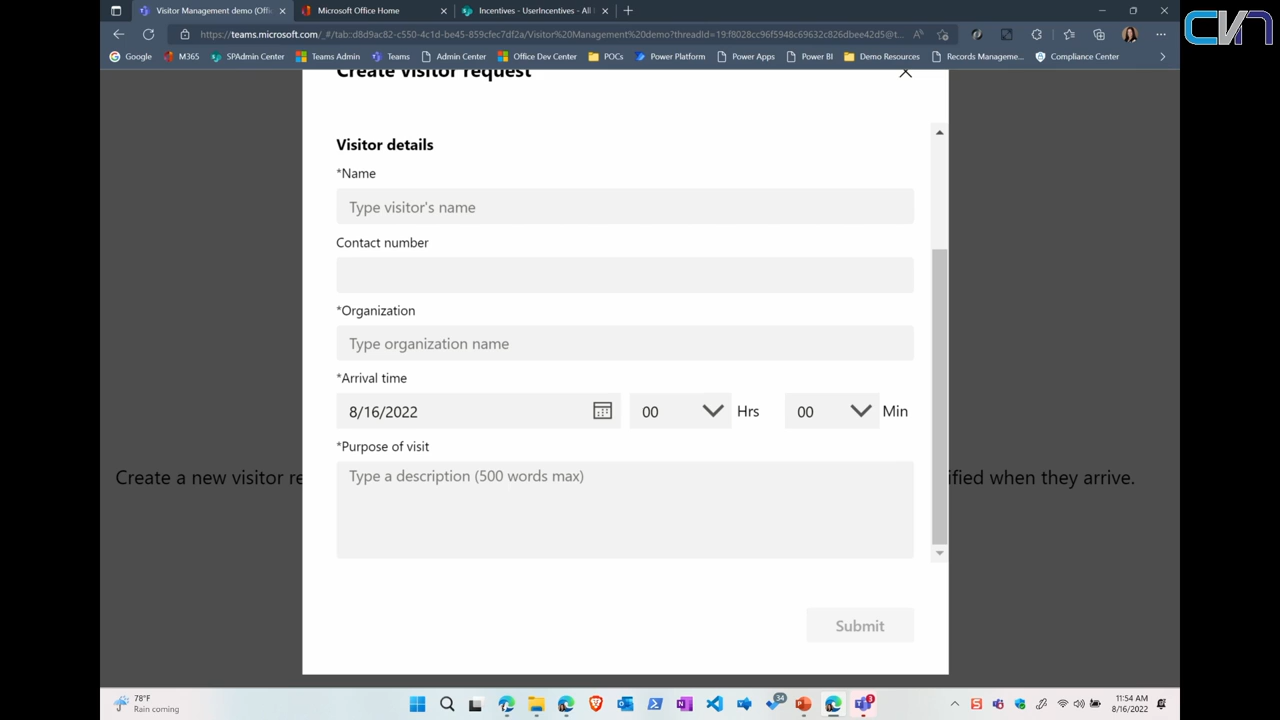 Visitor Management demo (Offi
Microsoft Office Home
Incentives - UserIncentives - All I
https://teams.microsoft.com/_#/tab:d8d9ac82-c550-4c1d-be45-859cfec7df2a/Visitor%20Management%20demo?threadId=19:f8028cc96f5948c69632c826dbee42d5@t...
Google
M365
SPAdmin Center
Teams Admin
Teams
Admin Center
Office Dev Center
POCs
Power Platform
Power Apps
Power BI
Demo Resources
Records Manageme...
Compliance Center
CVN
Create visitor request
Visitor details
*Name
Type visitor's name
Contact number
*Organization
Type organization name
*Arrival time
8/16/2022 00 Hrs 00 Min
*Purpose of visit
Type a description (500 words max)
Create a new visitor re
ified when they arrive.
Submit
78°F
Rain coming
34
3
11:54 AM
8/16/2022